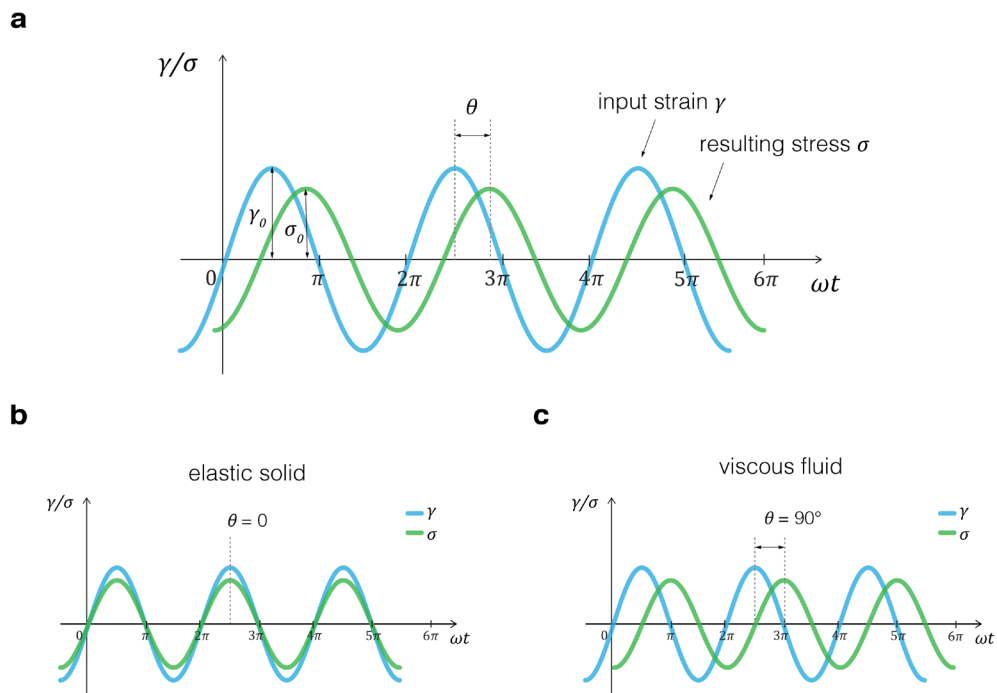 a
γ/σ
θ
input strain γ
resulting stress σ
γ₀
σ₀
0
π
2π
3π
4π
5π
6π
ωt
b
elastic solid
γ/σ
θ = 0
γ
σ
0
π
2π
3π
4π
5π
6π
ωt
c
viscous fluid
γ/σ
θ = 90°
γ
σ
0
π
2π
3π
4π
5π
6π
ωt